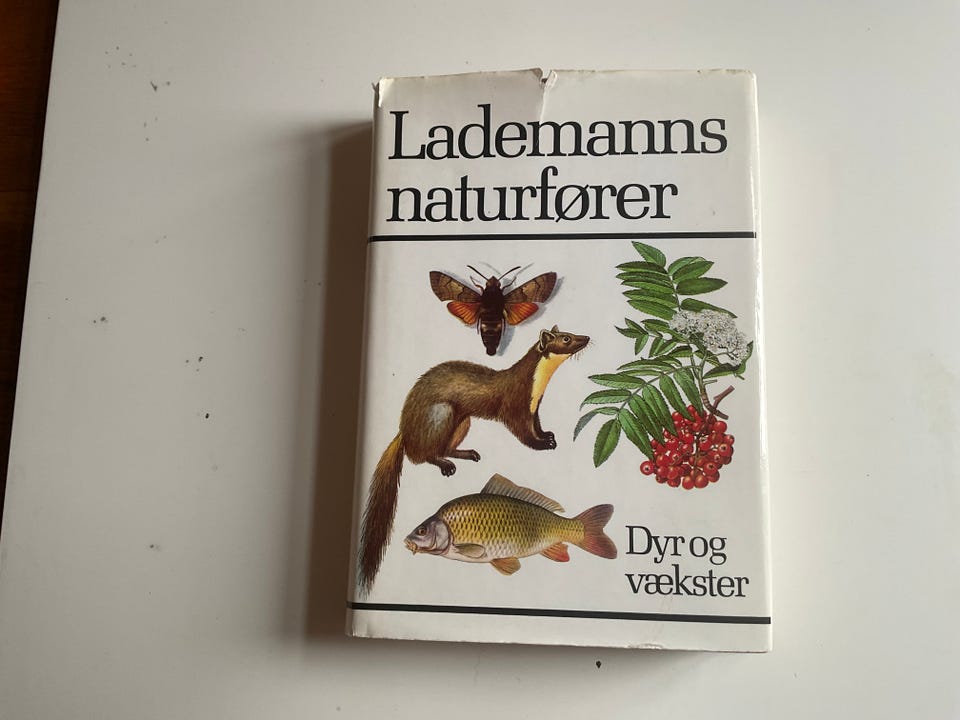 Lademanns
naturfører
Dyr og
vækster